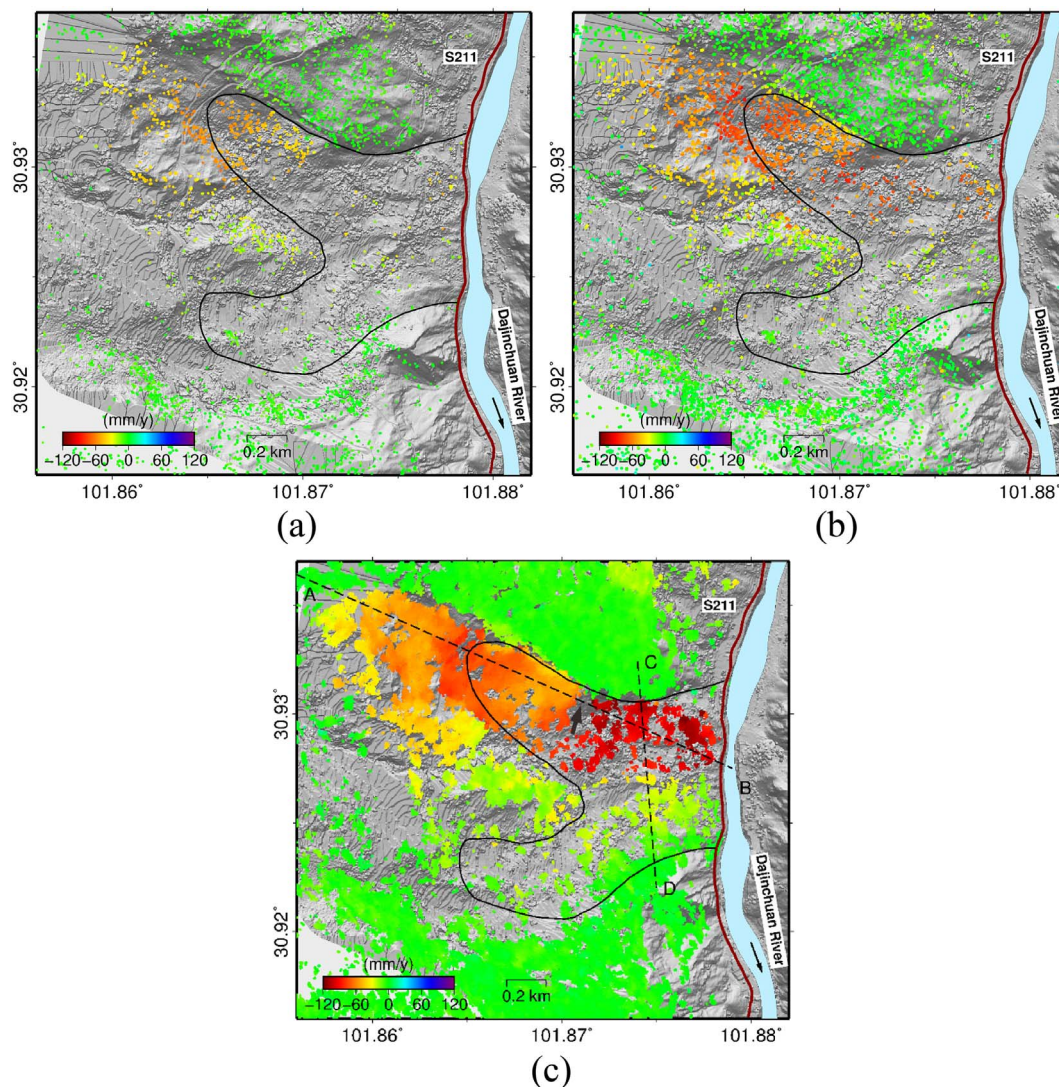 S211
30.93°
30.92°
Dajinchuan River
(mm/y)
−120 −60 0 60 120
0.2 km
101.86° 101.87° 101.88°
(a)
S211
30.93°
30.92°
Dajinchuan River
(mm/y)
−120 −60 0 60 120
0.2 km
101.86° 101.87° 101.88°
(b)
A
S211
C
30.93°
B
D
30.92°
Dajinchuan River
(mm/y)
−120 −60 0 60 120
0.2 km
101.86° 101.87° 101.88°
(c)